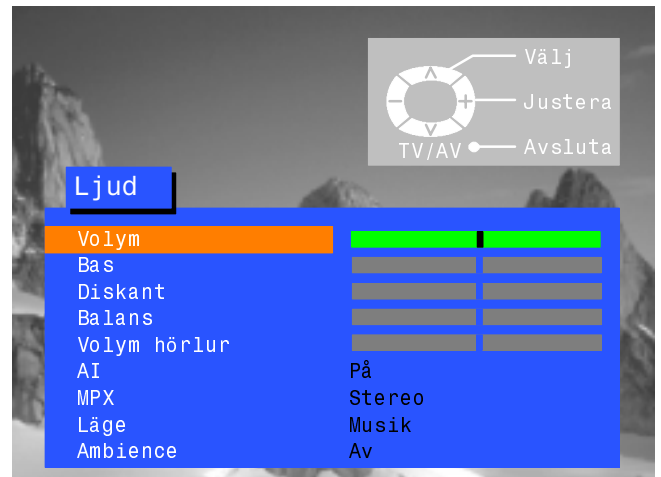 Välj
Justera
TV/AV Avsluta
Ljud
Volym
Bas
Diskant
Balans
Volym hörlur
AI På
MPX Stereo
Läge Musik
Ambience Av